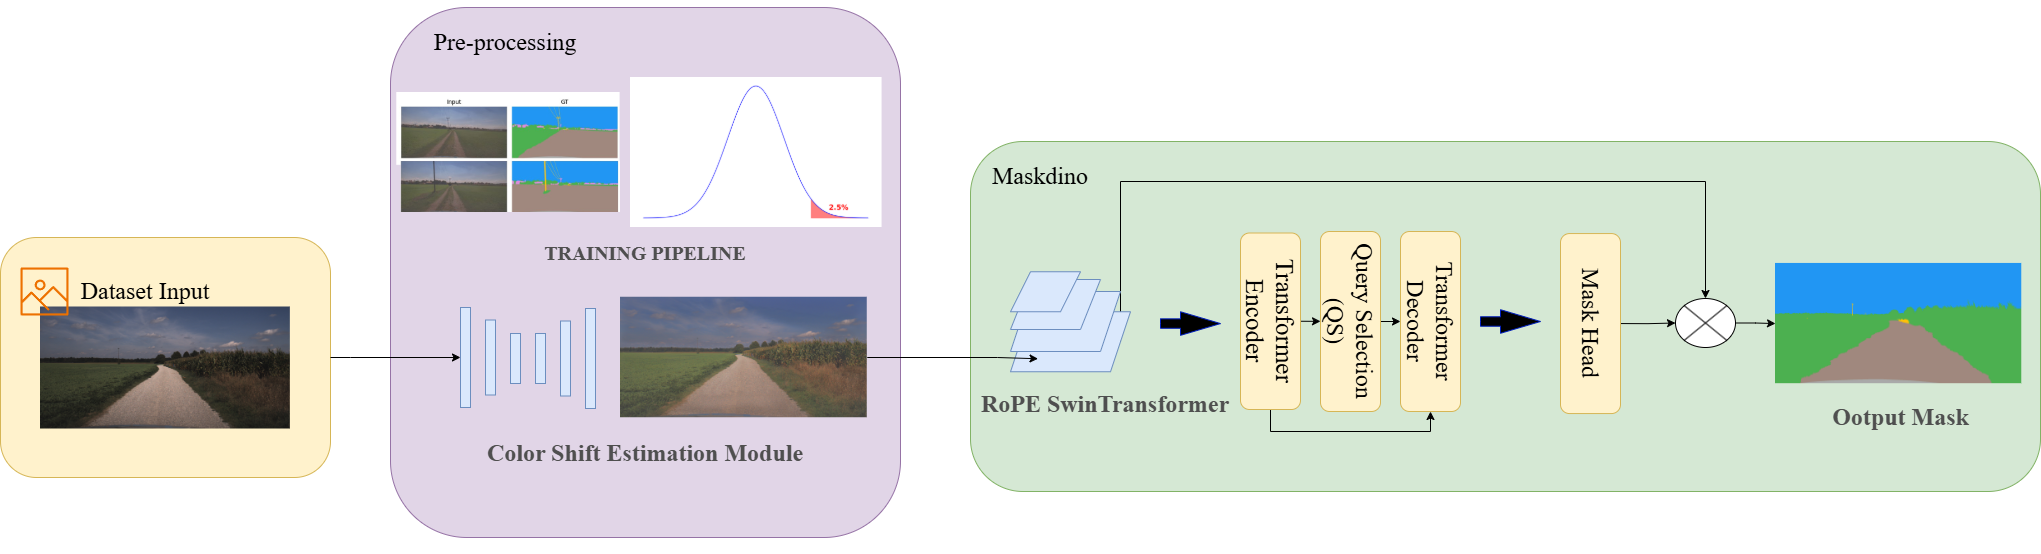 Pre-processing
Input
GT
2.5%
TRAINING PIPELINE
Dataset Input
Color Shift Estimation Module
Maskdino
RoPE SwinTransformer
Transformer
Encoder
Query Selection
(QS)
Transformer
Decoder
Mask Head
Ootput Mask